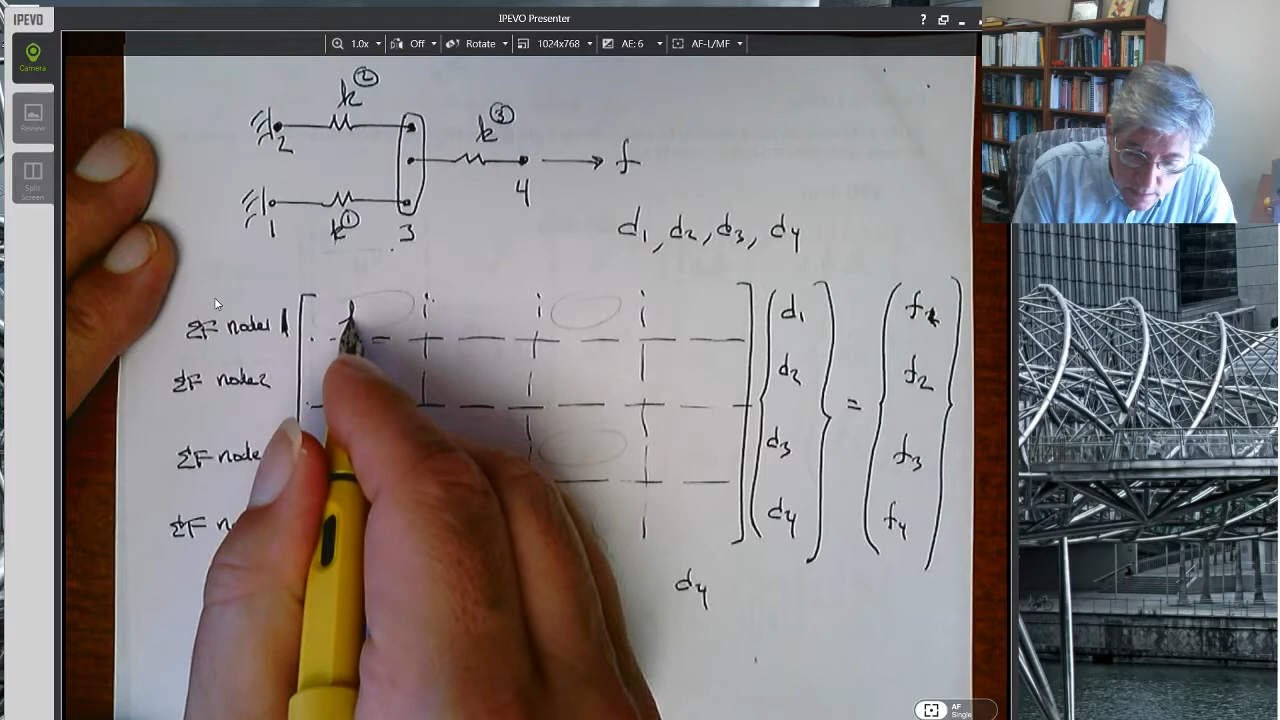 IPEVO
IPEVO Presenter
?
Camera
Review
Split
Screen
1.0x
Off
Rotate
1024x768
AE: 6
AF-L/MF
k②
k③
2
f
4
1
k①
3
d1, d2, d3, d4
ΣF node 1
d1
f1
ΣF node 2
d2
=
f2
ΣF node
d3
f3
ΣF
d4
f4
d4
AF
Single